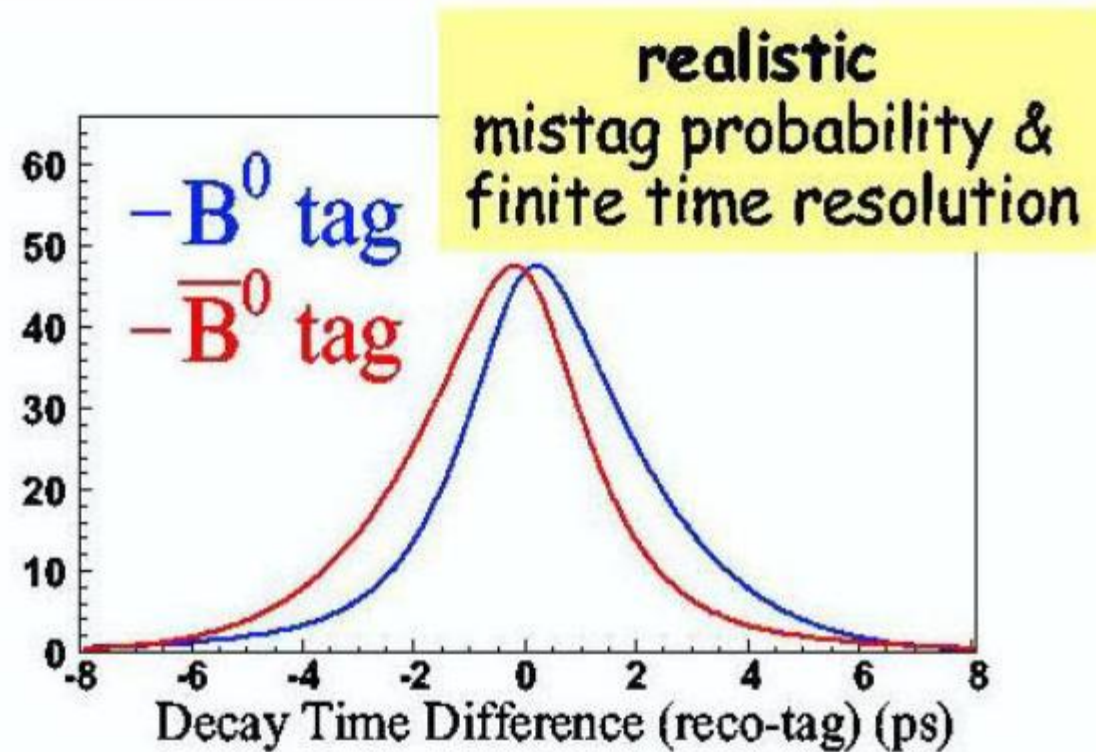 realistic
mistag probability &
finite time resolution
60
50
40
30
20
10
0
– B⁰ tag
– B̅⁰ tag
-8 -6 -4 -2 0 2 4 6 8
Decay Time Difference (reco-tag) (ps)